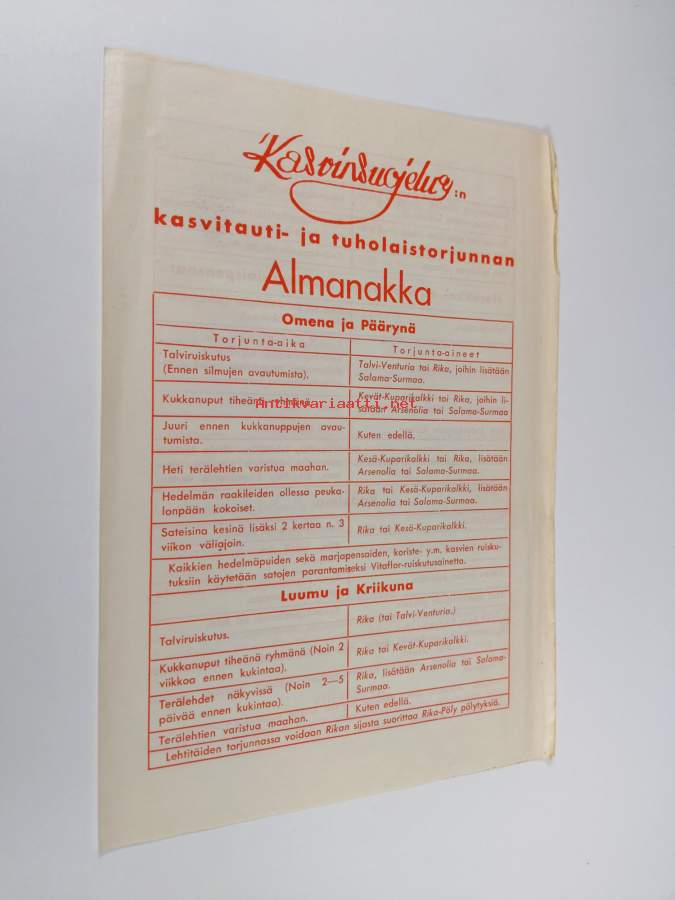 Kasvinsuojelu Oy:n
kasvitauti- ja tuholaistorjunnan
Almanakka
Omena ja Päärynä
Torjunta-aika
Torjunta-aineet
Talviruiskutus
(Ennen silmujen avautumista).
Talvi-Venturia tai Rika, joihin lisätään
Salama-Surmaa.
Kukkanuput tiheänä ryhmänä.
Kevät-Kuparikalkki tai Rika, joihin li-
sätään Arsenolia tai Salama-Surmaa
Antikvariaatti.net
Juuri ennen kukkanuppujen avau-
tumista.
Kuten edellä.
Heti terälehtien varistua maahan.
Kesä-Kuparikalkki tai Rika, lisätään
Arsenolia tai Salama-Surmaa.
Hedelmän raakileiden ollessa peuka-
lonpään kokoiset.
Rika tai Kesä-Kuparikalkki, lisätään
Arsenolia tai Salama-Surmaa.
Sateisina kesinä lisäksi 2 kertaa n. 3
viikon väliajoin.
Rika tai Kesä-Kuparikalkki.
Kaikkien hedelmäpuiden sekä marjapensaiden, koriste- y.m. kasvien ruisku-
tuksiin käytetään satojen parantamiseksi Vitaflor-ruiskutusainetta.
Luumu ja Kriikuna
Talviruiskutus.
Rika (tai Talvi-Venturia.)
Kukkanuput tiheänä ryhmänä (Noin 2
viikkoa ennen kukintaa).
Rika tai Kevät-Kuparikalkki.
Terälehdet näkyvissä (Noin 2—5
päivää ennen kukintaa).
Rika, lisätään Arsenolia tai Salama-
Surmaa.
Terälehtien varistua maahan.
Kuten edellä.
Lehtitäiden torjunnassa voidaan Rikan sijasta suorittaa Rika-Pöly pölytyksiä.